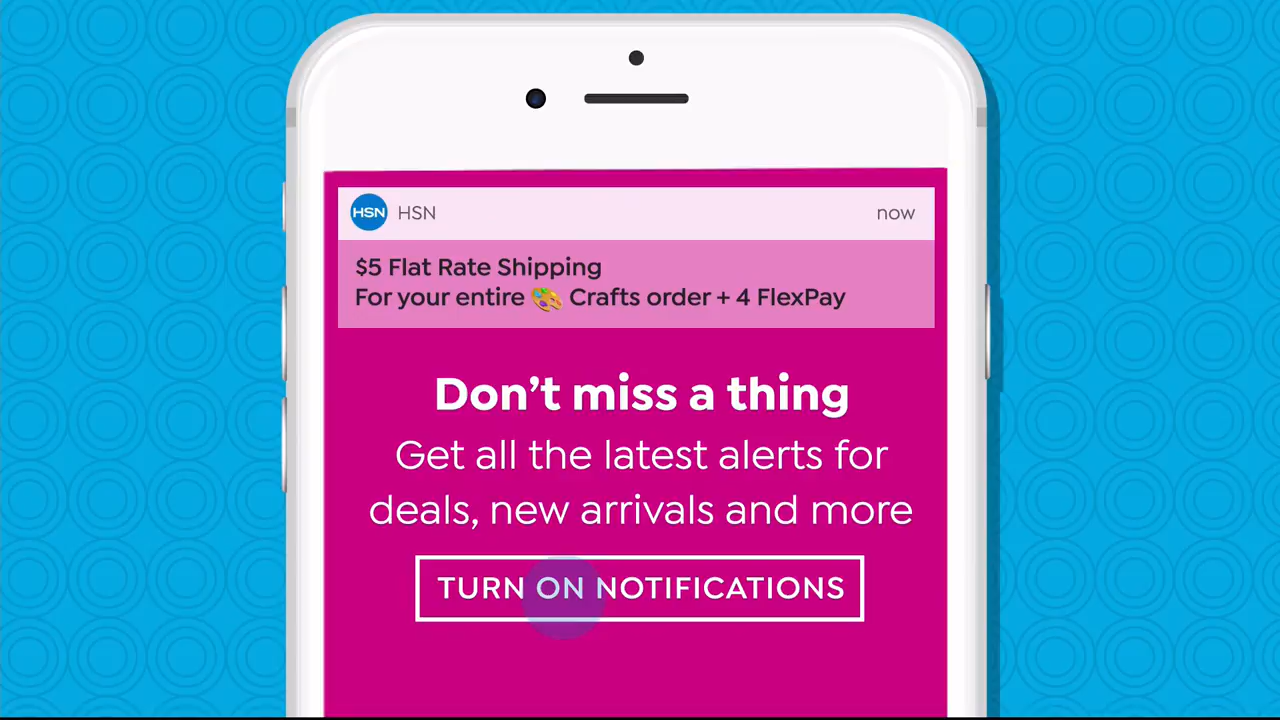 HSN HSN now
$5 Flat Rate Shipping
For your entire 🎨 Crafts order + 4 FlexPay
Don't miss a thing
Get all the latest alerts for
deals, new arrivals and more
TURN ON NOTIFICATIONS